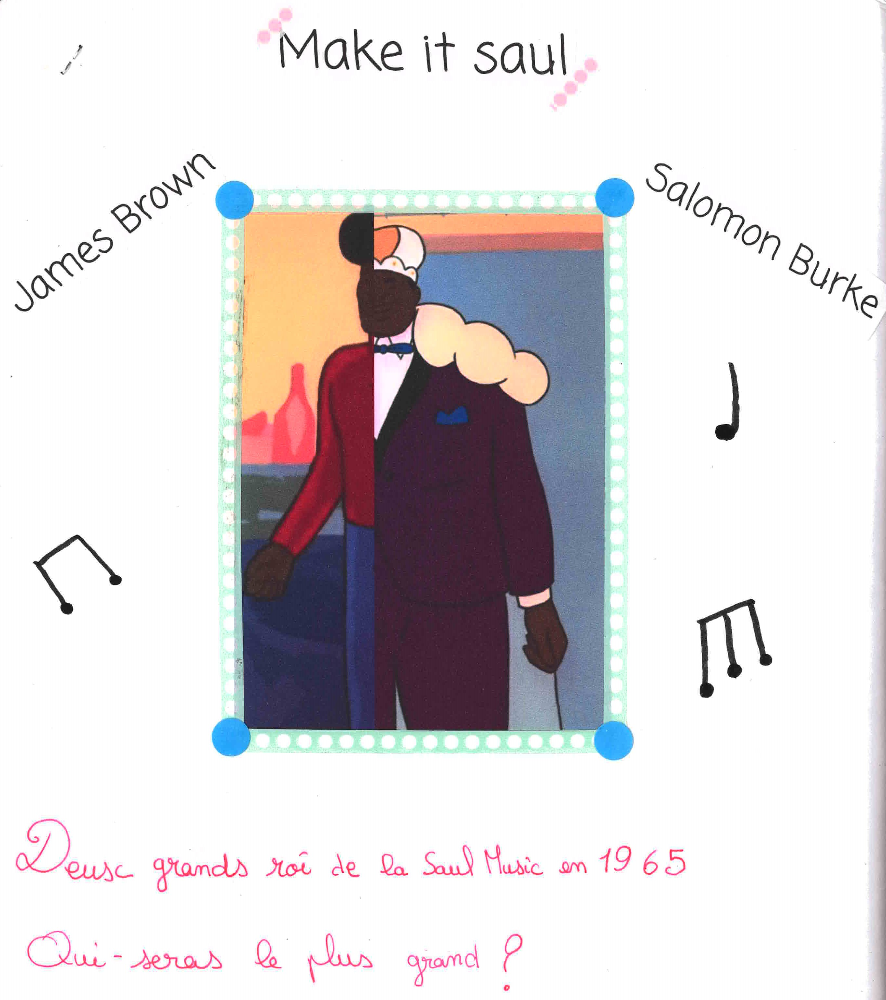 Make it saul
James Brown
Salomon Burke
Deusc grands roî de la Saul Music en 1965
Qui-seras le plus grand ?